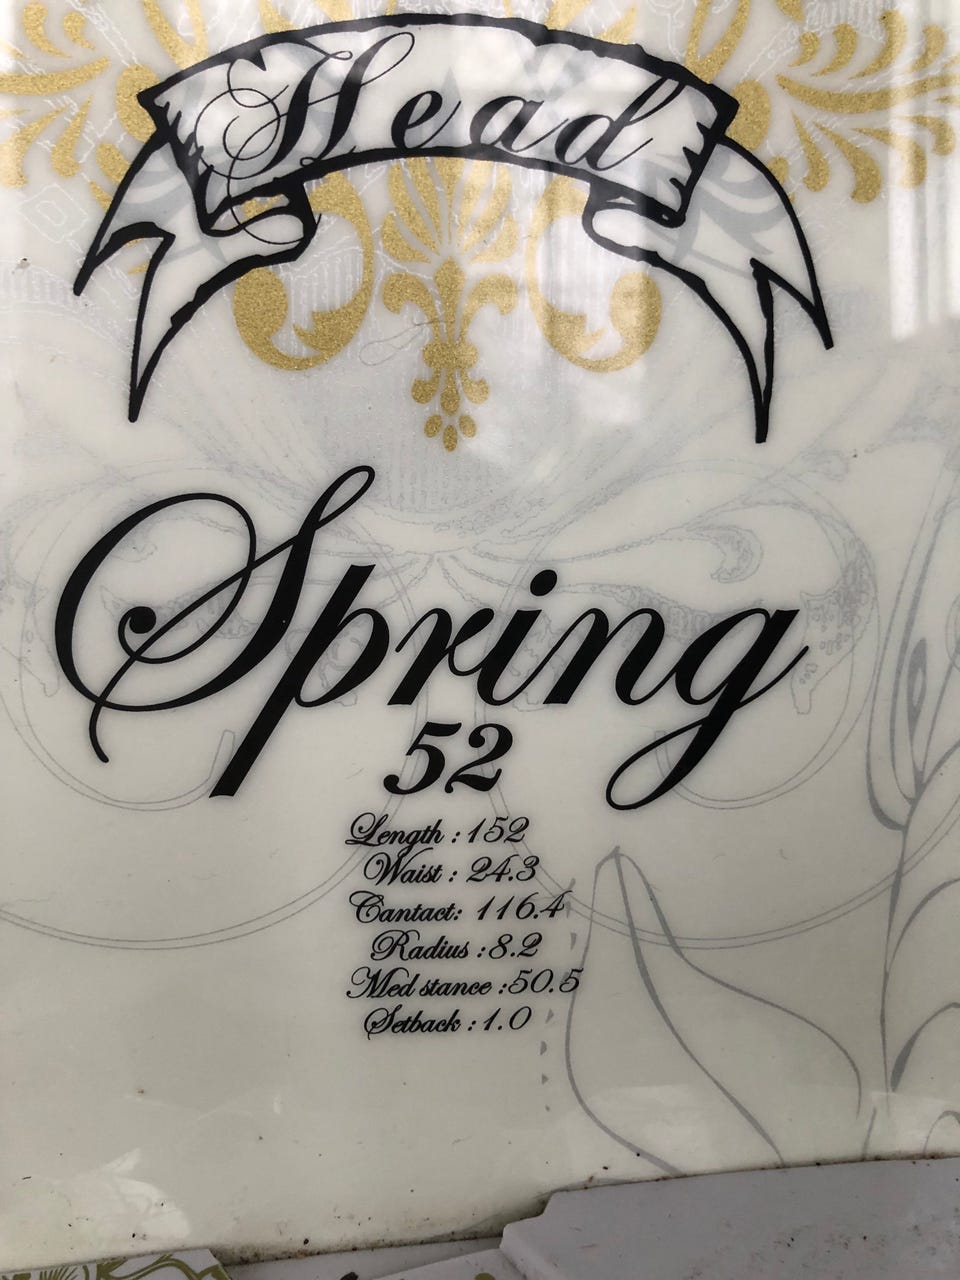 Head
Spring
52
Length : 152
Waist : 24.3
Cantact: 116.4
Radius : 8.2
Med stance : 50.5
Setback : 1.0